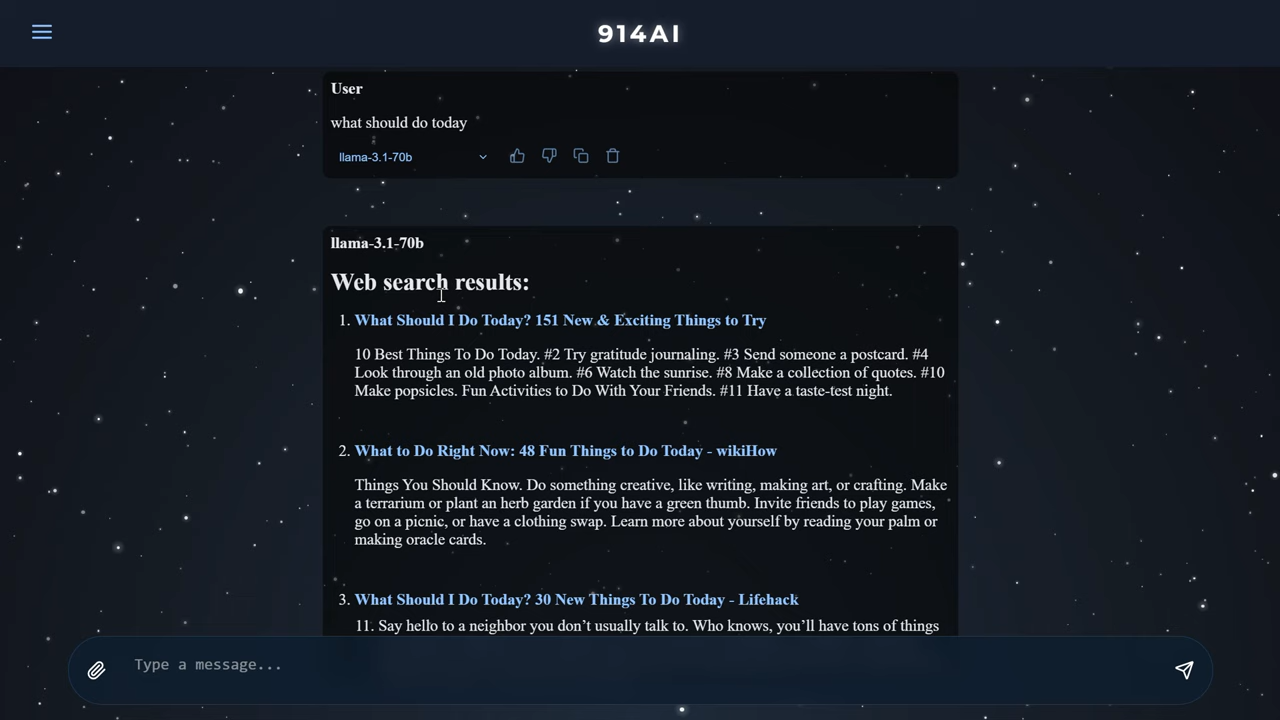 914AI
User
what should do today
llama-3.1-70b
llama-3.1-70b
Web search results:
1. What Should I Do Today? 151 New & Exciting Things to Try
10 Best Things To Do Today. #2 Try gratitude journaling. #3 Send someone a postcard. #4
Look through an old photo album. #6 Watch the sunrise. #8 Make a collection of quotes. #10
Make popsicles. Fun Activities to Do With Your Friends. #11 Have a taste-test night.
2. What to Do Right Now: 48 Fun Things to Do Today - wikiHow
Things You Should Know. Do something creative, like writing, making art, or crafting. Make
a terrarium or plant an herb garden if you have a green thumb. Invite friends to play games,
go on a picnic, or have a clothing swap. Learn more about yourself by reading your palm or
making oracle cards.
3. What Should I Do Today? 30 New Things To Do Today - Lifehack
11. Say hello to a neighbor you don’t usually talk to. Who knows, you’ll have tons of things
Type a message...